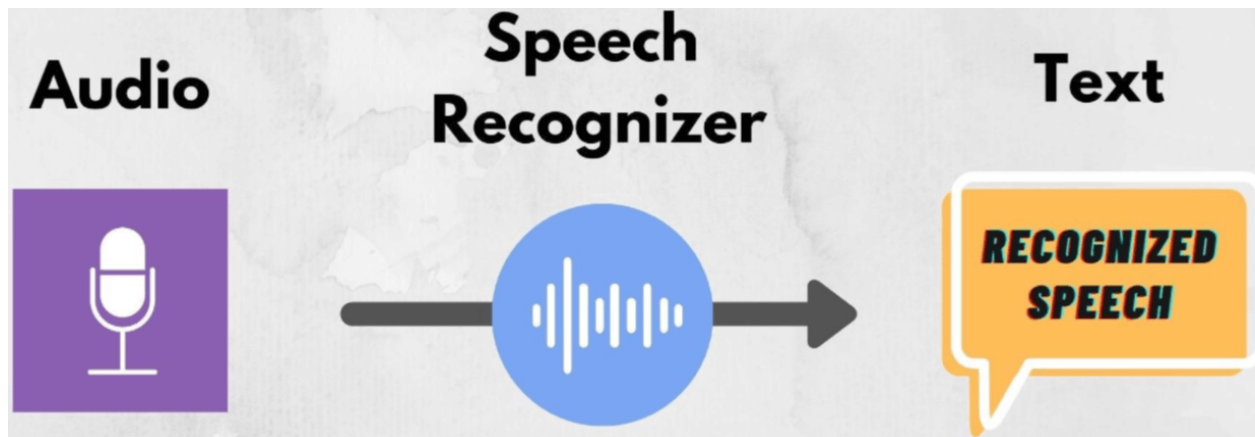 Audio
Speech
Recognizer
Text
RECOGNIZED
SPEECH